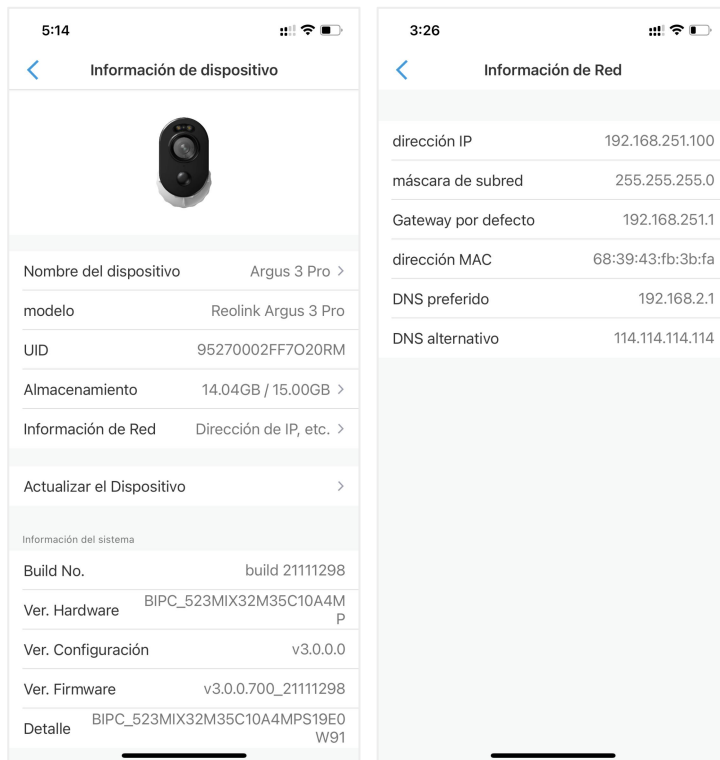 5:14
Información de dispositivo
Nombre del dispositivo Argus 3 Pro >
modelo Reolink Argus 3 Pro
UID 95270002FF7O20RM
Almacenamiento 14.04GB / 15.00GB >
Información de Red Dirección de IP, etc. >
Actualizar el Dispositivo >
Información del sistema
Build No. build 21111298
Ver. Hardware BIPC_523MIX32M35C10A4M
P
Ver. Configuración v3.0.0.0
Ver. Firmware v3.0.0.700_21111298
Detalle BIPC_523MIX32M35C10A4MPS19E0
W91
3:26
Información de Red
dirección IP 192.168.251.100
máscara de subred 255.255.255.0
Gateway por defecto 192.168.251.1
dirección MAC 68:39:43:fb:3b:fa
DNS preferido 192.168.2.1
DNS alternativo 114.114.114.114